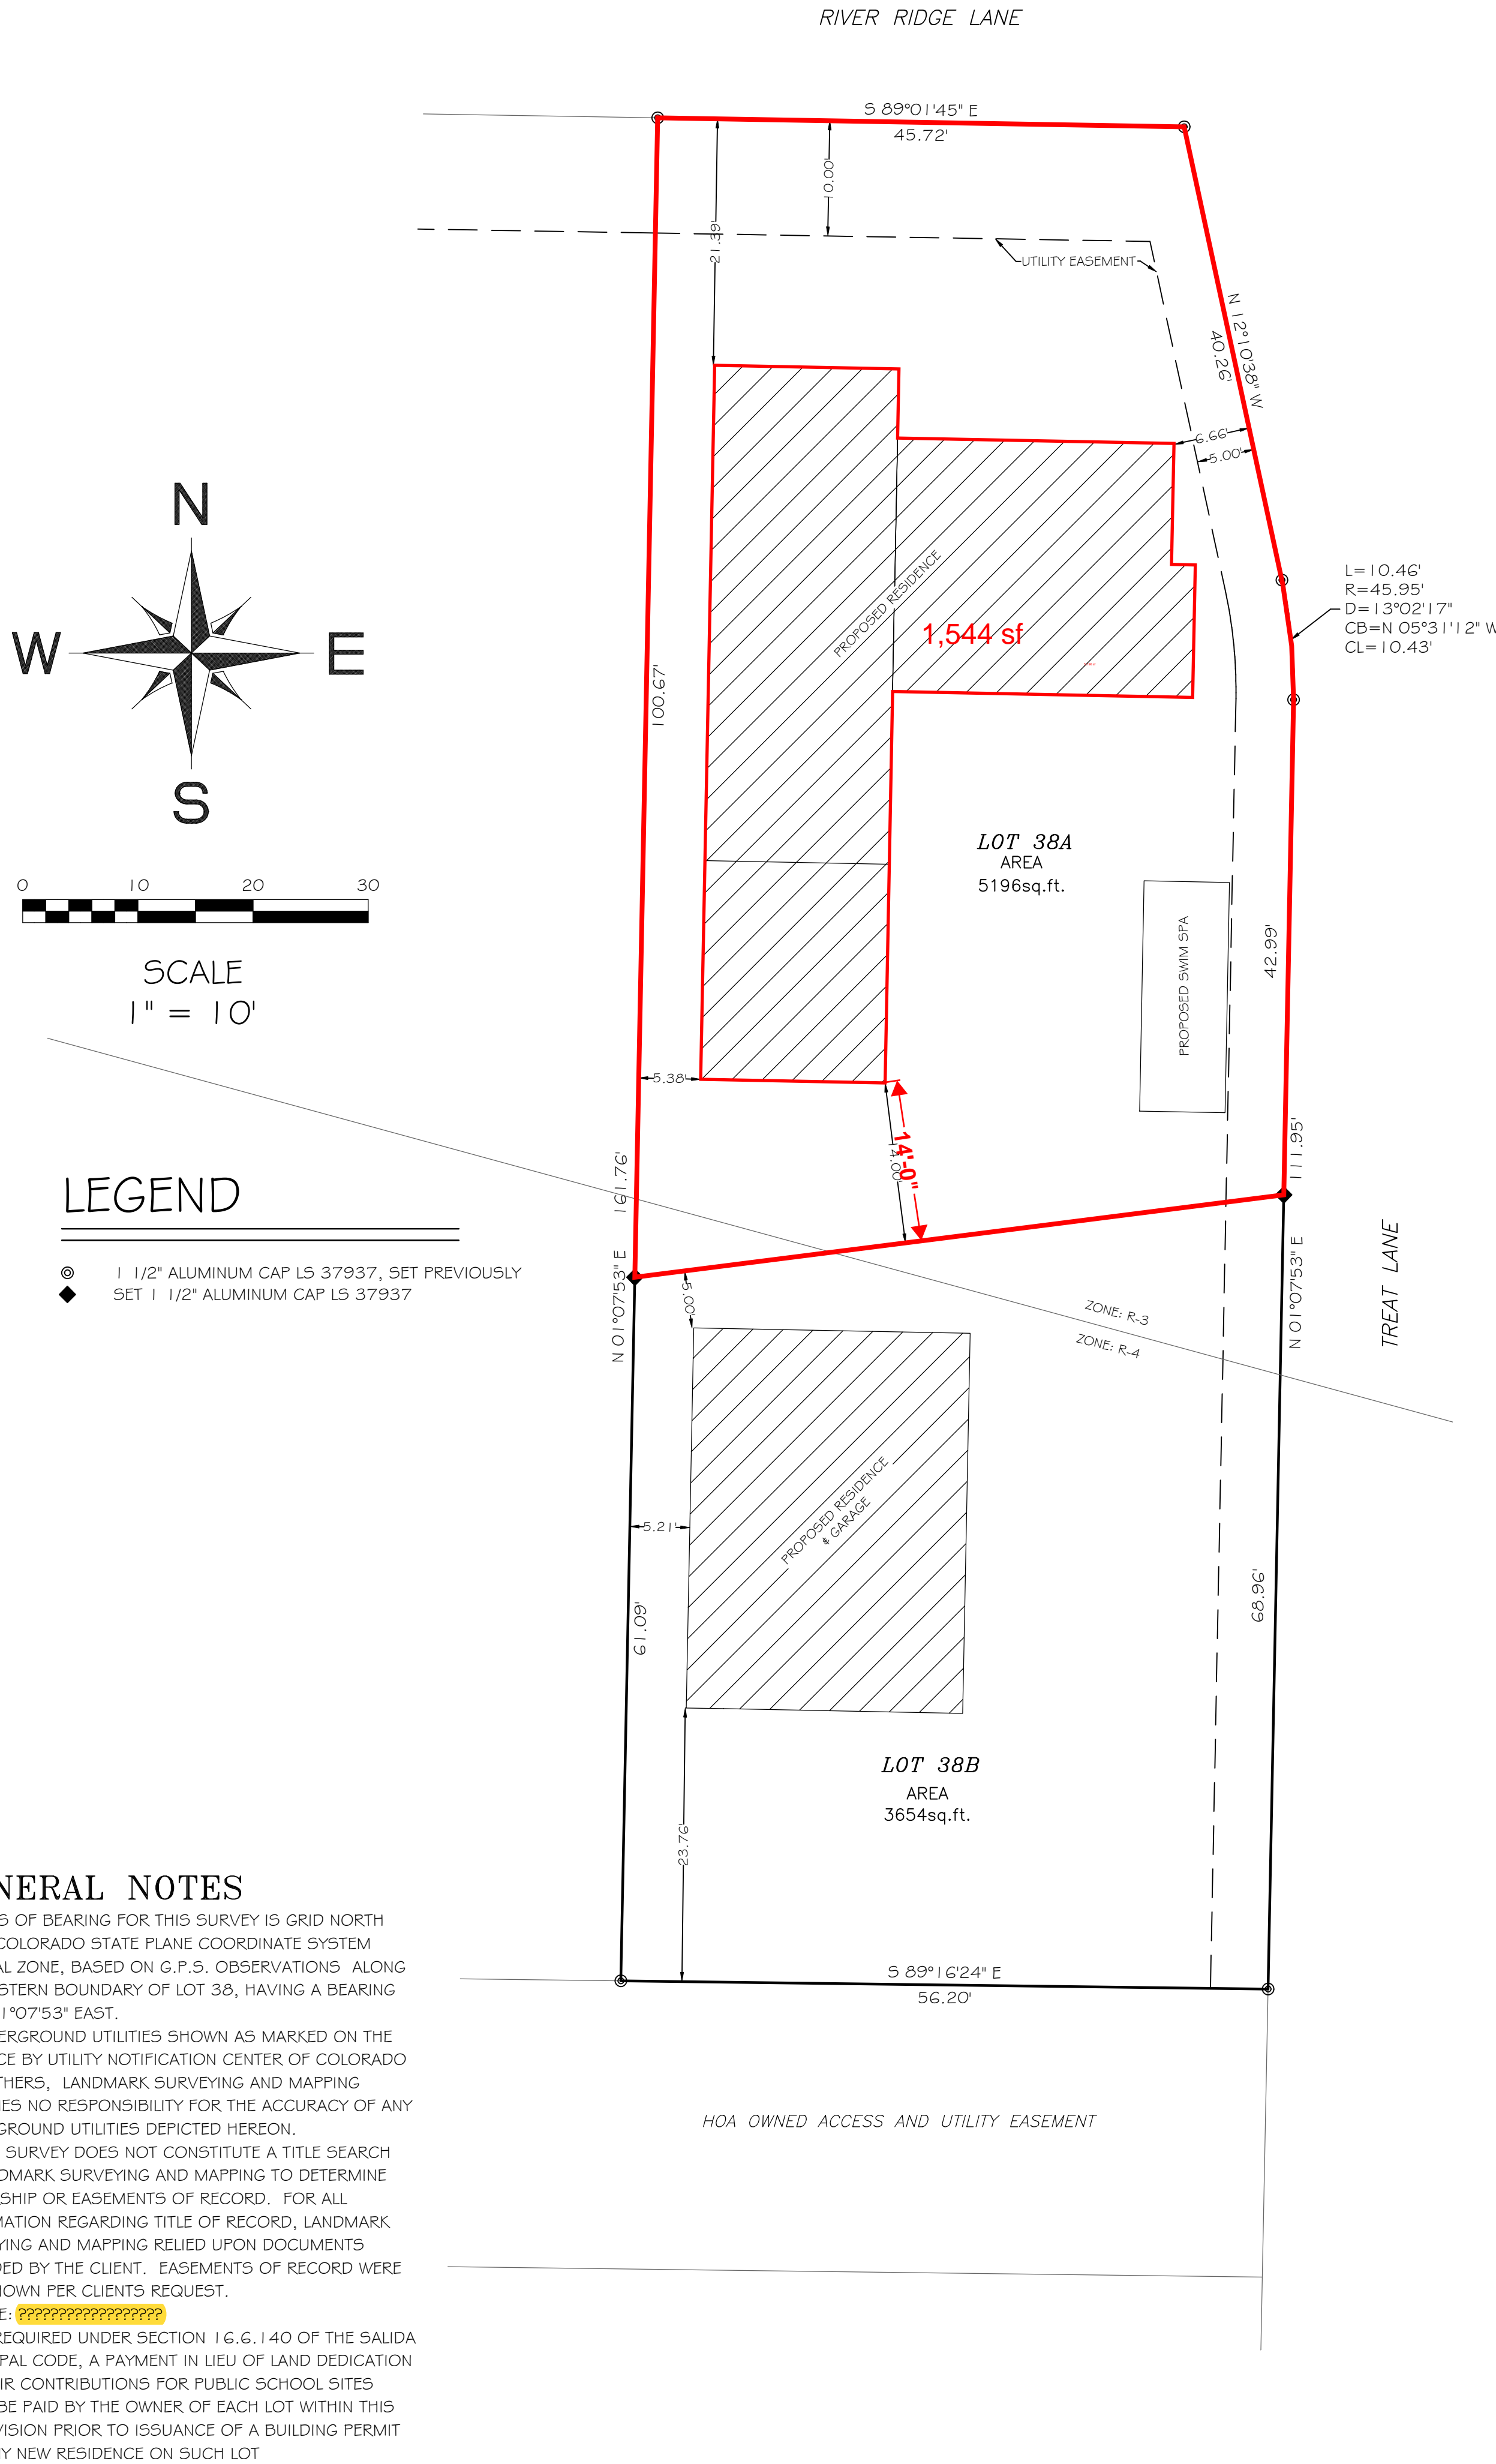 RIVER RIDGE LANE
S 89°01'45" E
45.72'
10.00'
21.39'
UTILITY EASEMENT
N 12°10'38" W
40.26'
6.66'
5.00'
N
W
E
S
L=10.46'
R=45.95'
D=13°02'17"
CB=N 05°31'12" W
CL=10.43'
PROPOSED RESIDENCE
1,544 sf
100.67'
LOT 38A
AREA
5196sq.ft.
0 10 20 30
SCALE
1" = 10'
PROPOSED SWIM SPA
42.99'
5.38'
14.00'
14'-0"
111.95'
161.76'
LEGEND
1 1/2" ALUMINUM CAP LS 37937, SET PREVIOUSLY
SET 1 1/2" ALUMINUM CAP LS 37937
N 01°07'53" E
5.00'
N 01°07'53" E
TREAT LANE
ZONE: R-3
ZONE: R-4
PROPOSED RESIDENCE
& GARAGE
5.21'
61.09'
68.96'
LOT 38B
AREA
3654sq.ft.
23.76'
S 89°16'24" E
56.20'
HOA OWNED ACCESS AND UTILITY EASEMENT
NERAL NOTES
S OF BEARING FOR THIS SURVEY IS GRID NORTH
COLORADO STATE PLANE COORDINATE SYSTEM
AL ZONE, BASED ON G.P.S. OBSERVATIONS ALONG
STERN BOUNDARY OF LOT 38, HAVING A BEARING
1°07'53" EAST.
ERGROUND UTILITIES SHOWN AS MARKED ON THE
CE BY UTILITY NOTIFICATION CENTER OF COLORADO
THERS, LANDMARK SURVEYING AND MAPPING
MES NO RESPONSIBILITY FOR THE ACCURACY OF ANY
GROUND UTILITIES DEPICTED HEREON.
SURVEY DOES NOT CONSTITUTE A TITLE SEARCH
DMARK SURVEYING AND MAPPING TO DETERMINE
SHIP OR EASEMENTS OF RECORD. FOR ALL
MATION REGARDING TITLE OF RECORD, LANDMARK
YING AND MAPPING RELIED UPON DOCUMENTS
DED BY THE CLIENT. EASEMENTS OF RECORD WERE
HOWN PER CLIENTS REQUEST.
E: ??????????????????
REQUIRED UNDER SECTION 16.6.140 OF THE SALIDA
PAL CODE, A PAYMENT IN LIEU OF LAND DEDICATION
IR CONTRIBUTIONS FOR PUBLIC SCHOOL SITES
BE PAID BY THE OWNER OF EACH LOT WITHIN THIS
VISION PRIOR TO ISSUANCE OF A BUILDING PERMIT
NY NEW RESIDENCE ON SUCH LOT